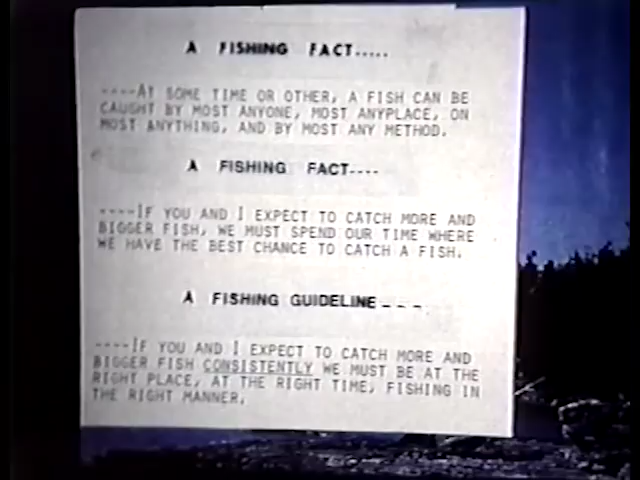 A FISHING FACT.....
----AT SOME TIME OR OTHER, A FISH CAN BE
CAUGHT BY MOST ANYONE, MOST ANYPLACE, ON
MOST ANYTHING, AND BY MOST ANY METHOD.
A FISHING FACT----
----IF YOU AND I EXPECT TO CATCH MORE AND
BIGGER FISH, WE MUST SPEND OUR TIME WHERE
WE HAVE THE BEST CHANCE TO CATCH A FISH.
A FISHING GUIDELINE---
----IF YOU AND I EXPECT TO CATCH MORE AND
BIGGER FISH CONSISTENTLY WE MUST BE AT THE
RIGHT PLACE, AT THE RIGHT TIME, FISHING IN
THE RIGHT MANNER.